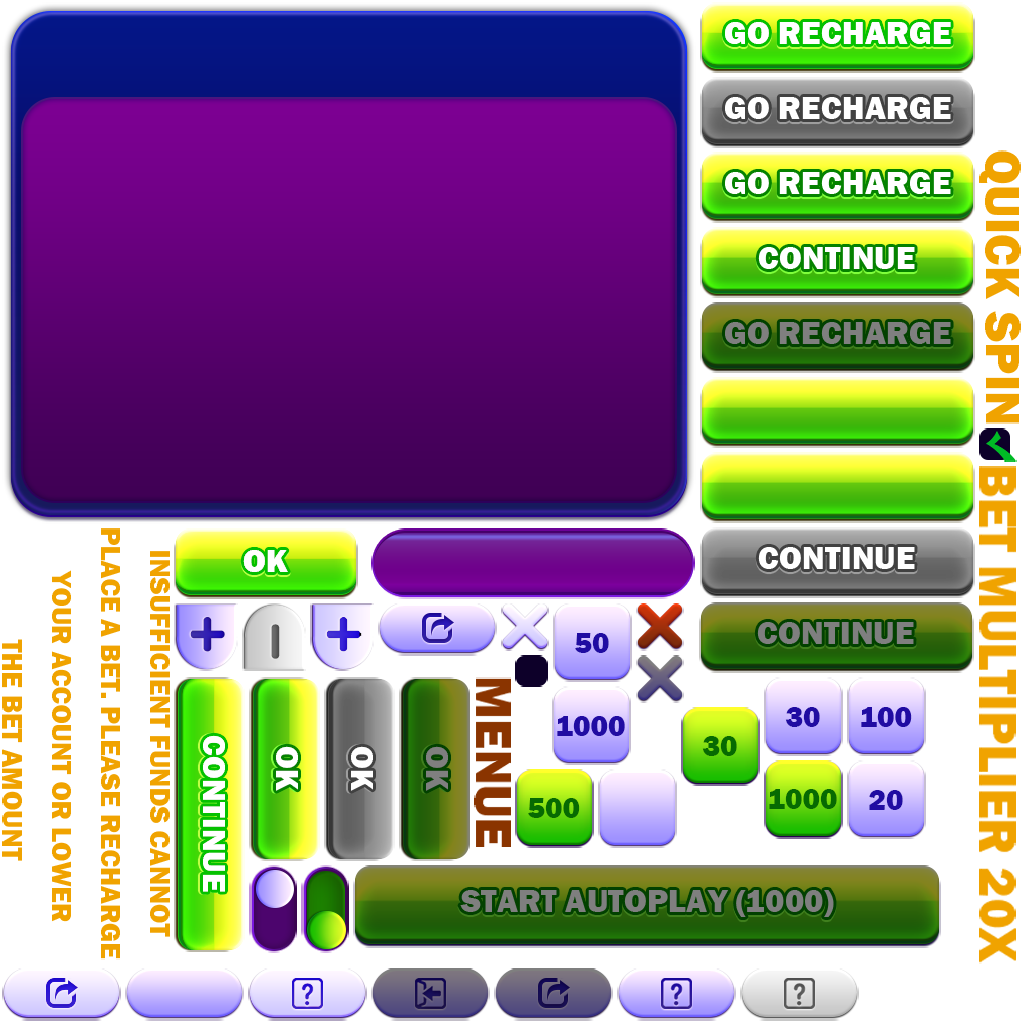 GO RECHARGE
GO RECHARGE
GO RECHARGE
CONTINUE
GO RECHARGE
QUICK SPIN
BET MULTIPLIER 20X
OK
CONTINUE
CONTINUE
INSUFFICIENT FUNDS CANNOT
PLACE A BET. PLEASE RECHARGE
YOUR ACCOUNT OR LOWER
THE BET AMOUNT
50
1000
30
30
100
500
1000
20
CONTINUE
OK
OK
OK
MENUE
START AUTOPLAY (1000)
?
?
?